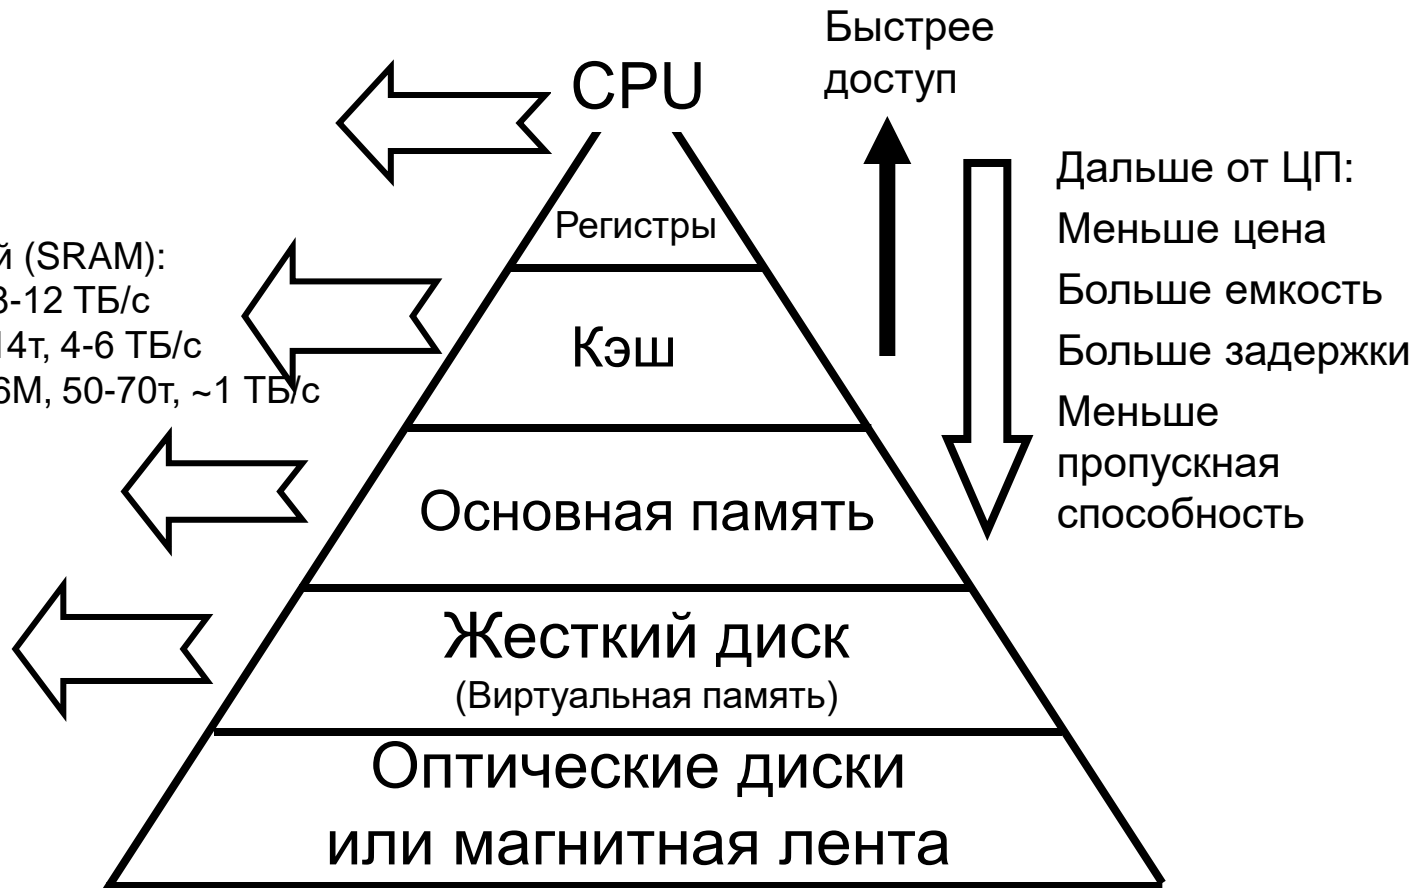 Быстрее
доступ
CPU
Дальше от ЦП:
Меньше цена
Больше емкость
Больше задержки
Меньше
пропускная
способность
Регистры
(SRAM):
-12 ТБ/с
14т, 4-6 ТБ/с
6М, 50-70т, ~1 ТБ/с
Кэш
Основная память
Жесткий диск
(Виртуальная память)
Оптические диски
или магнитная лента